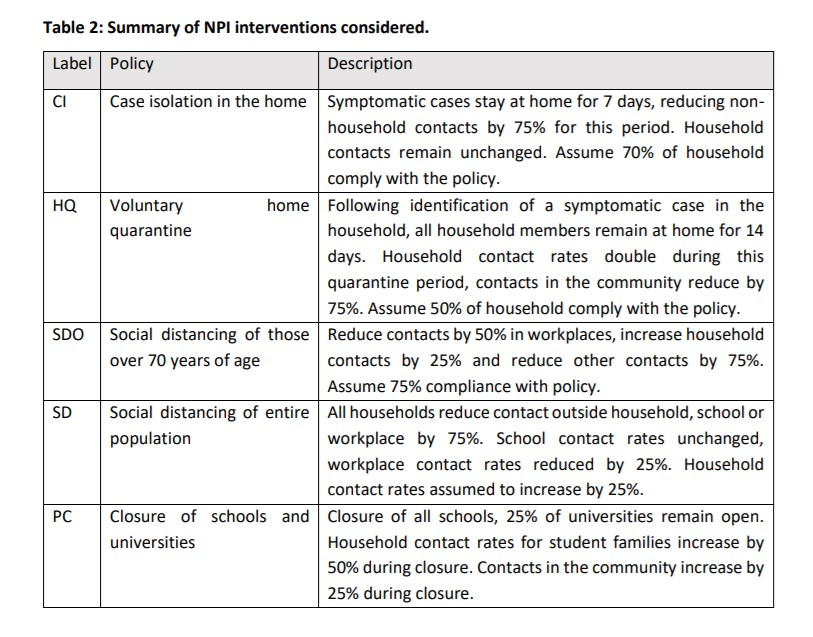 Table 2: Summary of NPI interventions considered.
Label Policy Description
CI Case isolation in the home Symptomatic cases stay at home for 7 days, reducing non-
household contacts by 75% for this period. Household
contacts remain unchanged. Assume 70% of household
comply with the policy.
HQ Voluntary home Following identification of a symptomatic case in the
quarantine household, all household members remain at home for 14
days. Household contact rates double during this
quarantine period, contacts in the community reduce by
75%. Assume 50% of household comply with the policy.
SDO Social distancing of those Reduce contacts by 50% in workplaces, increase household
over 70 years of age contacts by 25% and reduce other contacts by 75%.
Assume 75% compliance with policy.
SD Social distancing of entire All households reduce contact outside household, school or
population workplace by 75%. School contact rates unchanged,
workplace contact rates reduced by 25%. Household
contact rates assumed to increase by 25%.
PC Closure of schools and Closure of all schools, 25% of universities remain open.
universities Household contact rates for student families increase by
50% during closure. Contacts in the community increase by
25% during closure.